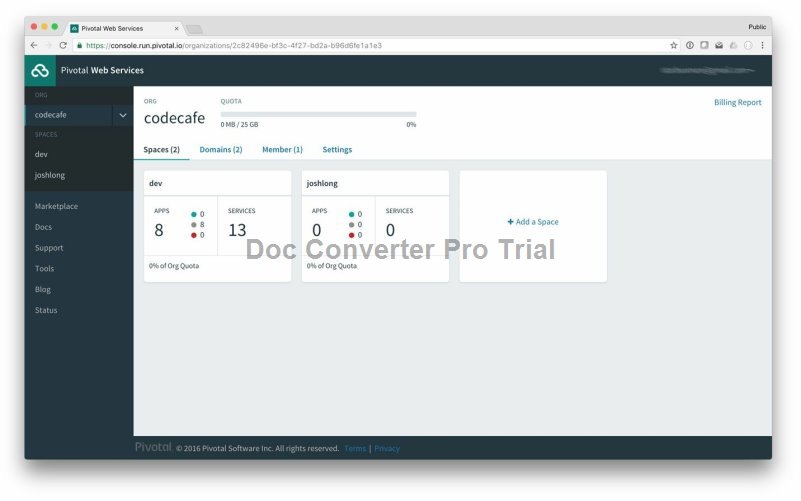 Pivotal Web Services
Public
https://console.run.pivotal.io/organizations/2c82496e-bf3c-4f27-bd2a-b96d6fe1a1e3
Pivotal Web Services
ORG
codecafe
SPACES
dev
joshlong
Marketplace
Docs
Support
Tools
Blog
Status
ORG
codecafe
QUOTA
0 MB / 25 GB
0%
Billing Report
Spaces (2)
Domains (2)
Member (1)
Settings
dev
APPS
8
0
8
0
SERVICES
13
0% of Org Quota
joshlong
APPS
0
0
0
0
SERVICES
0
0% of Org Quota
+ Add a Space
Doc Converter Pro Trial
Pivotal © 2016 Pivotal Software Inc. All rights reserved. Terms | Privacy